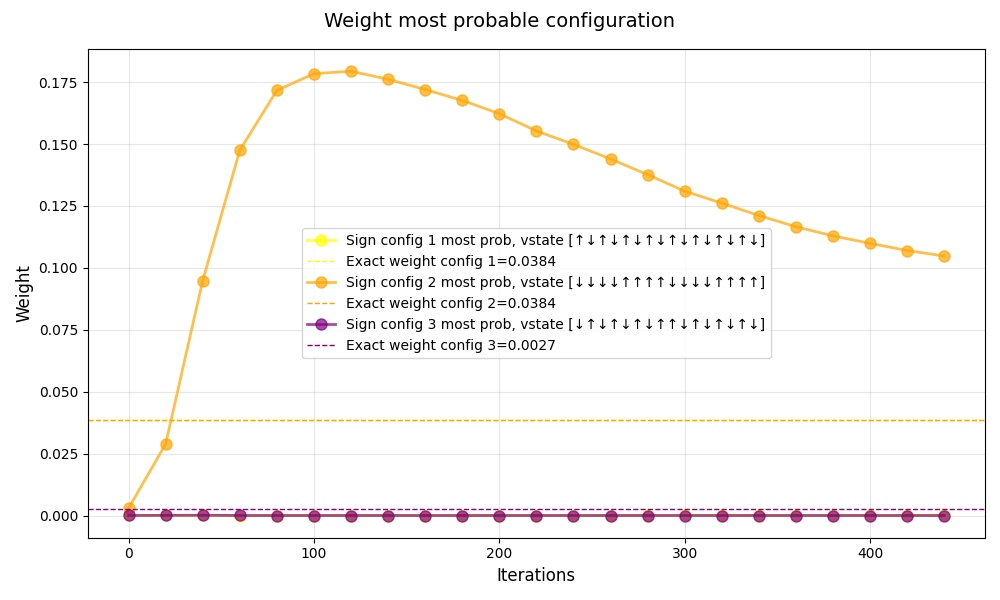 Weight most probable configuration
Weight
0.175
0.150
0.125
0.100
0.075
0.050
0.025
0.000
Sign config 1 most prob, vstate [↑↓↑↓↑↓↑↓↑↓↑↓↑↓↑↓]
Exact weight config 1=0.0384
Sign config 2 most prob, vstate [↓↓↓↓↑↑↑↑↓↓↓↓↑↑↑↑]
Exact weight config 2=0.0384
Sign config 3 most prob, vstate [↓↑↓↑↓↑↓↑↑↓↑↓↑↓↑↓]
Exact weight config 3=0.0027
0
100
200
300
400
Iterations